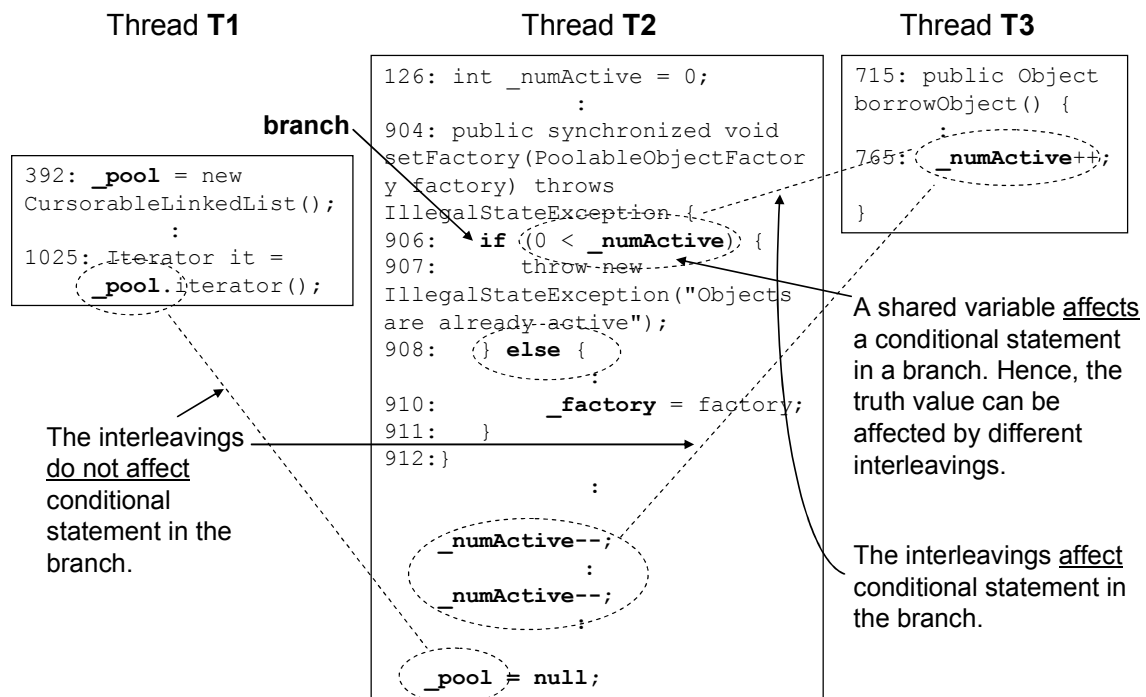 Thread T1
Thread T2
Thread T3
392: _pool = new
CursorableLinkedList();
:
1025: Iterator it =
_pool.iterator();
branch
126: int _numActive = 0;
:
904: public synchronized void
setFactory(PoolableObjectFactor
y factory) throws
IllegalStateException {
906: if (0 < _numActive) {
907: throw new
IllegalStateException("Objects
are already active");
908: } else {
:
910: _factory = factory;
911: }
912:}
:
_numActive--;
:
_numActive--;
:
_pool = null;
715: public Object
borrowObject() {
:
765: _numActive++;
}
The interleavings
do not affect
conditional
statement in the
branch.
A shared variable affects
a conditional statement
in a branch. Hence, the
truth value can be
affected by different
interleavings.
The interleavings affect
conditional statement in
the branch.